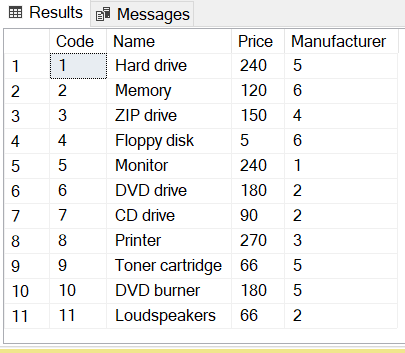 Results Messages
Code Name Price Manufacturer
1 1 Hard drive 240 5
2 2 Memory 120 6
3 3 ZIP drive 150 4
4 4 Floppy disk 5 6
5 5 Monitor 240 1
6 6 DVD drive 180 2
7 7 CD drive 90 2
8 8 Printer 270 3
9 9 Toner cartridge 66 5
10 10 DVD burner 180 5
11 11 Loudspeakers 66 2